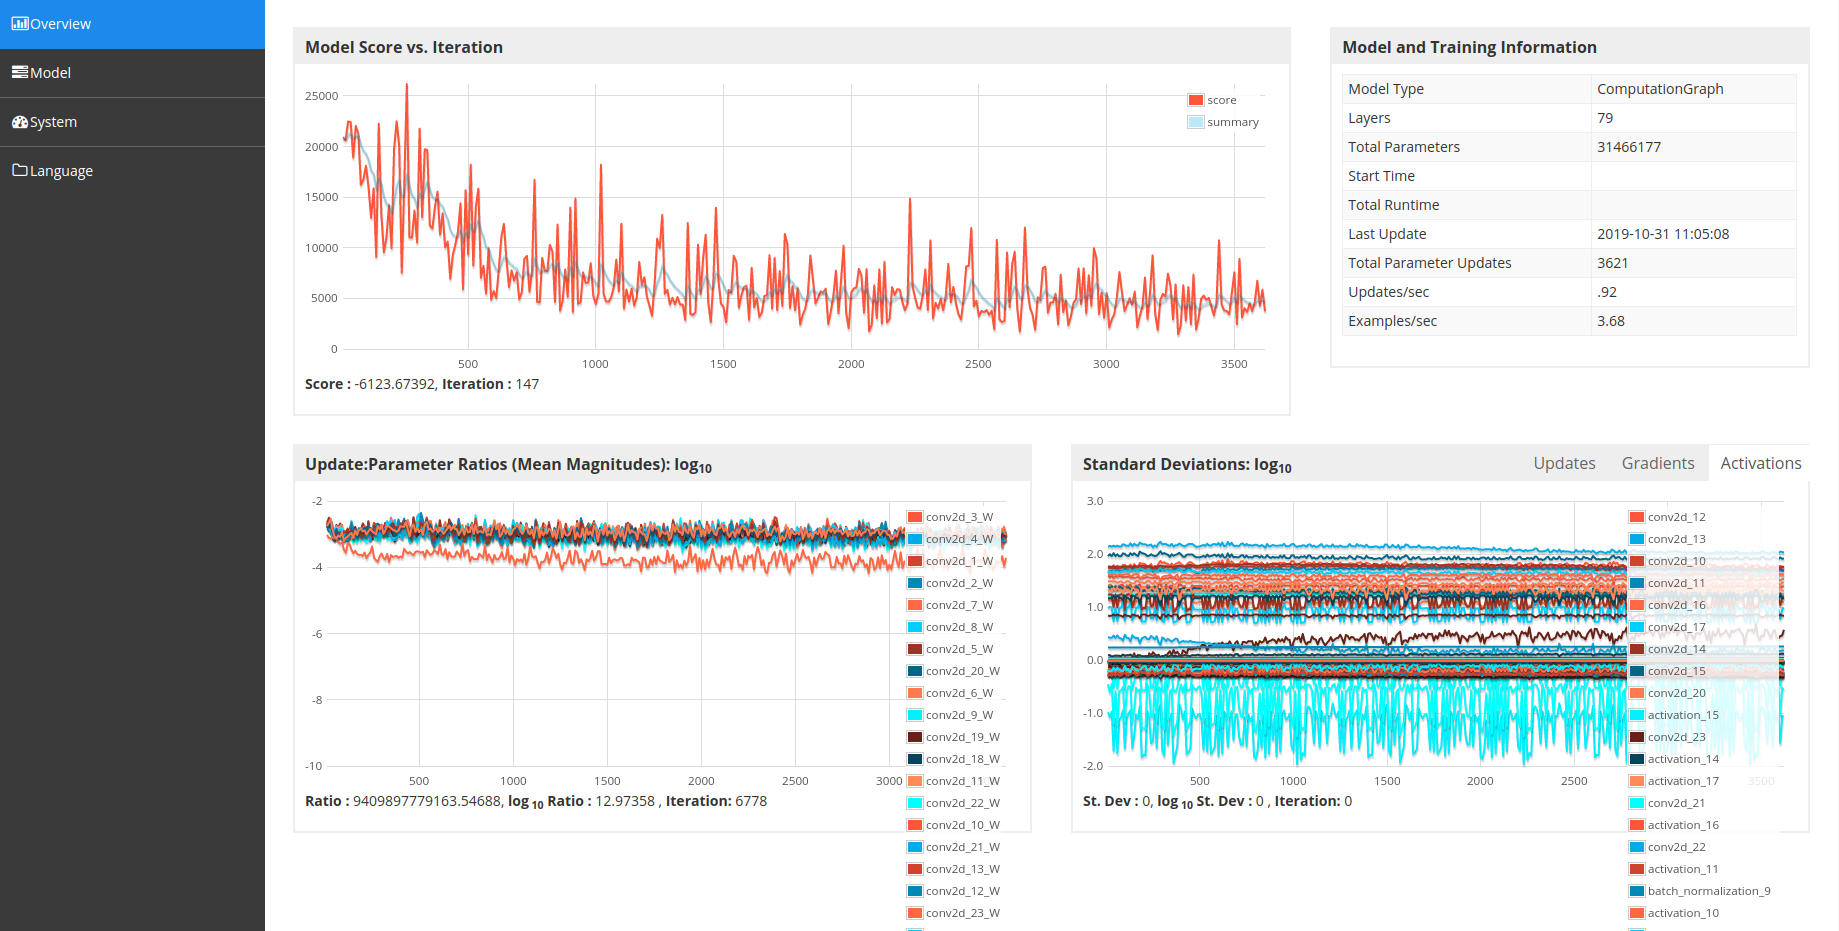 Overview
Model
System
Language
Model Score vs. Iteration
25000
20000
15000
10000
5000
0
500 1000 1500 2000 2500 3000 3500
score
summary
Score : -6123.67392, Iteration : 147
Model and Training Information
Model Type ComputationGraph
Layers 79
Total Parameters 31466177
Start Time
Total Runtime
Last Update 2019-10-31 11:05:08
Total Parameter Updates 3621
Updates/sec .92
Examples/sec 3.68
Update:Parameter Ratios (Mean Magnitudes): log10
-2
-4
-6
-8
-10
500 1000 1500 2000 2500 3000
conv2d_3_W
conv2d_4_W
conv2d_1_W
conv2d_2_W
conv2d_7_W
conv2d_8_W
conv2d_5_W
conv2d_20_W
conv2d_6_W
conv2d_9_W
conv2d_19_W
conv2d_18_W
conv2d_11_W
conv2d_22_W
conv2d_10_W
conv2d_21_W
conv2d_13_W
conv2d_12_W
conv2d_23_W
Ratio : 9409897779163.54688, log 10 Ratio : 12.97358 , Iteration: 6778
Standard Deviations: log10
Updates Gradients Activations
3.0
2.0
1.0
0.0
-1.0
-2.0
500 1000 1500 2000 2500 3500
conv2d_12
conv2d_13
conv2d_10
conv2d_11
conv2d_16
conv2d_17
conv2d_14
conv2d_15
conv2d_20
activation_15
conv2d_23
activation_14
activation_17
conv2d_21
activation_16
conv2d_22
activation_11
batch_normalization_9
activation_10
St. Dev : 0, log 10 St. Dev : 0 , Iteration: 0